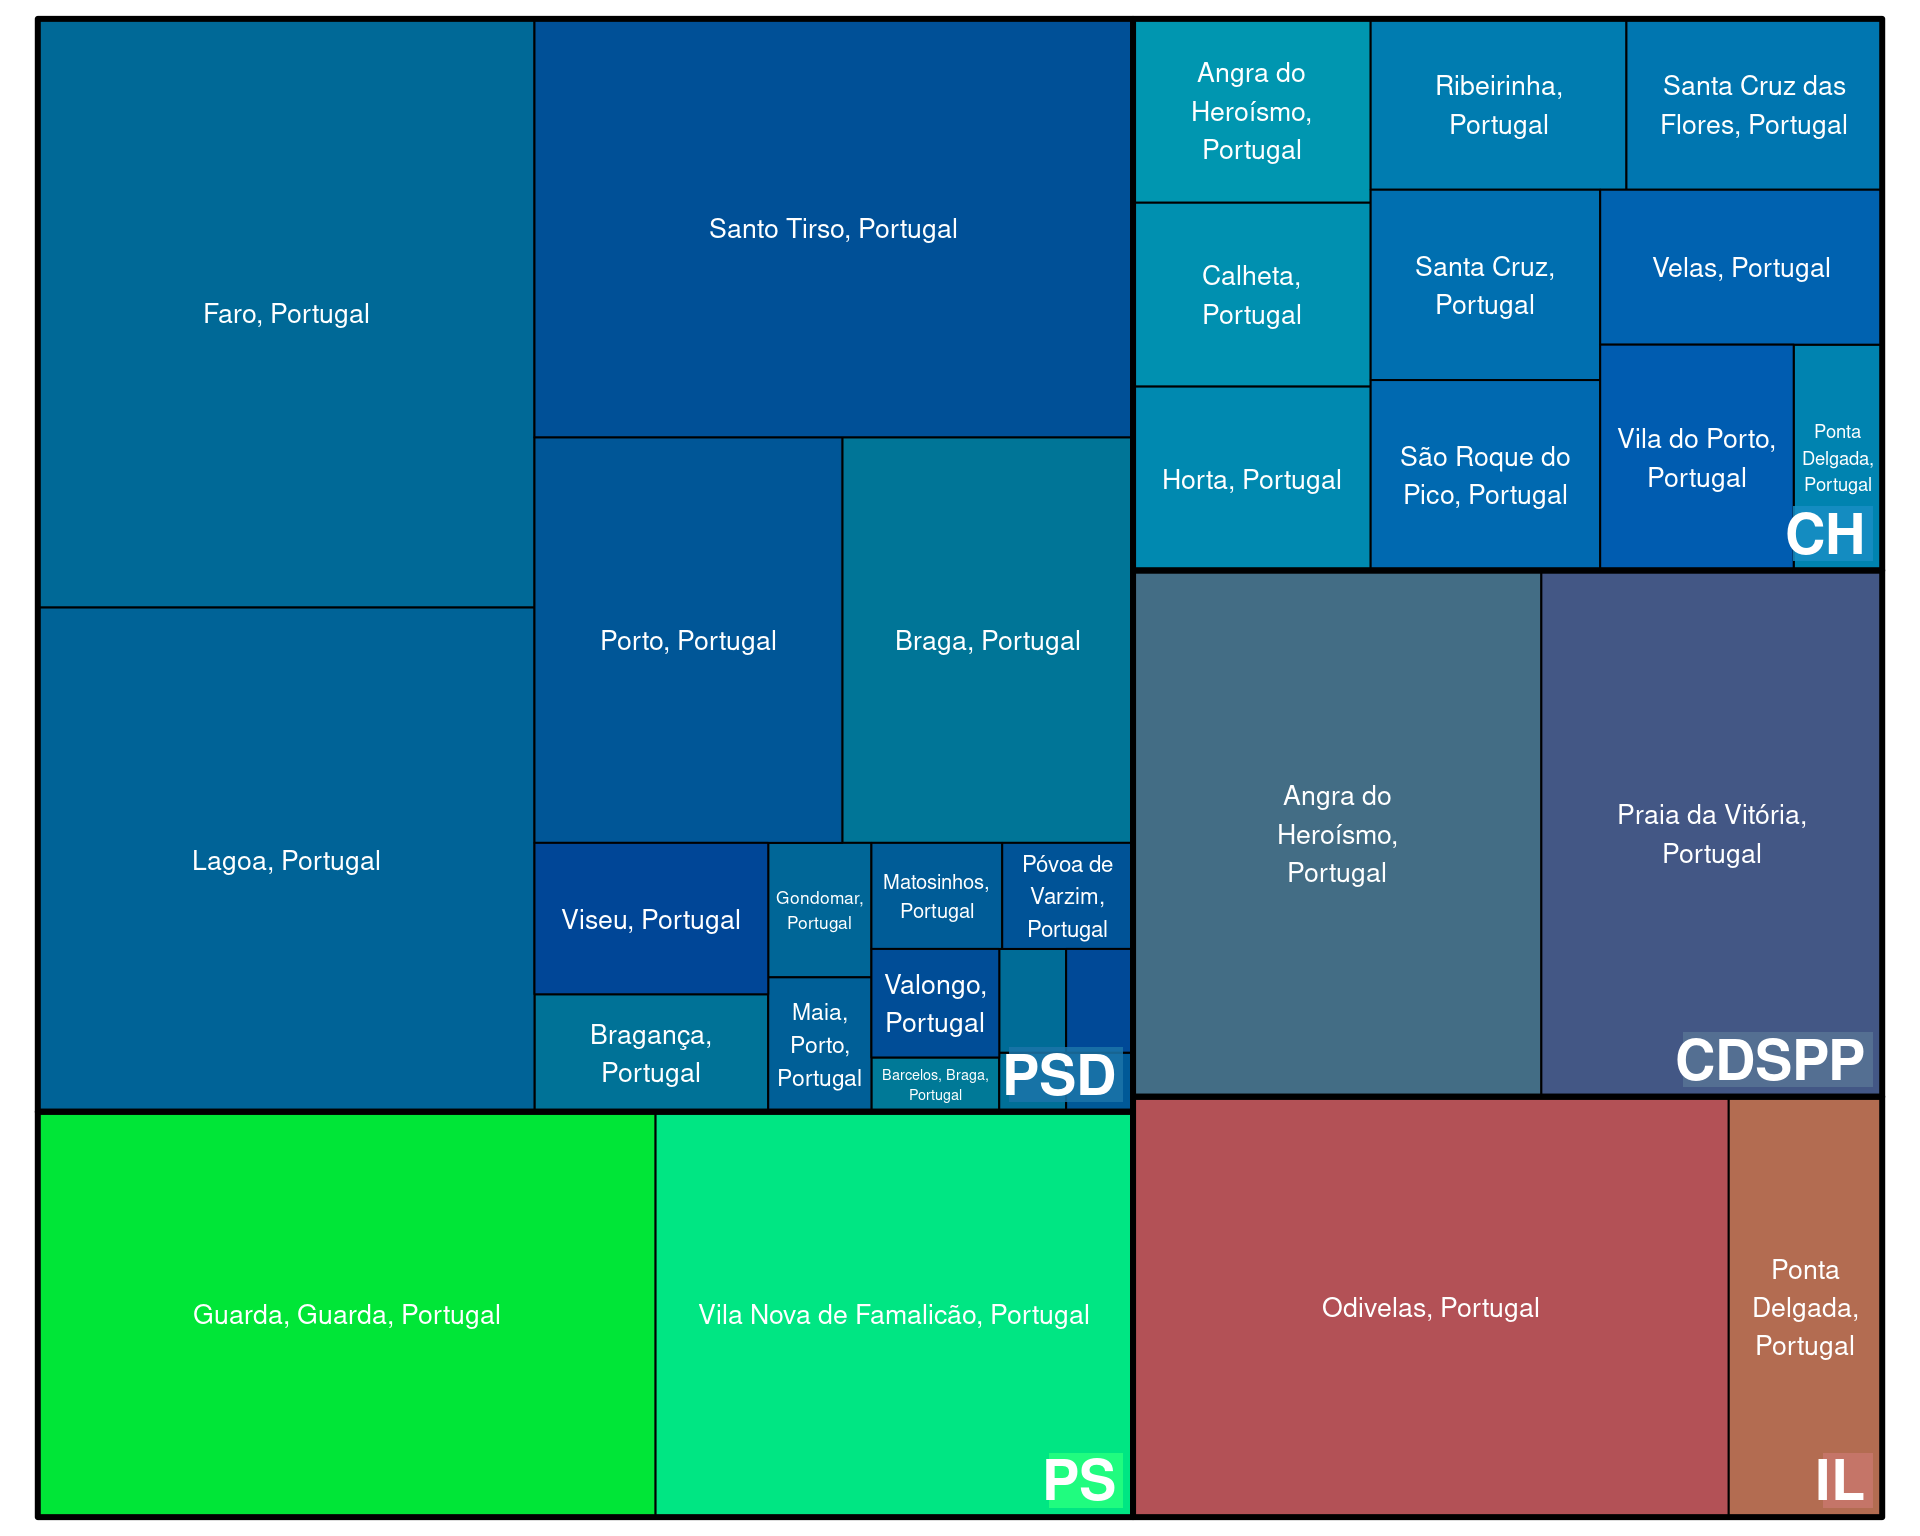 Faro, Portugal
Lagoa, Portugal
Santo Tirso, Portugal
Porto, Portugal
Braga, Portugal
Viseu, Portugal
Bragança,
Portugal
Gondomar,
Portugal
Maia,
Porto,
Portugal
Matosinhos,
Portugal
Póvoa de
Varzim,
Portugal
Valongo,
Portugal
Barcelos, Braga,
Portugal
PSD
Guarda, Guarda, Portugal
Vila Nova de Famalicão, Portugal
PS
Angra do
Heroísmo,
Portugal
Calheta,
Portugal
Horta, Portugal
Ribeirinha,
Portugal
Santa Cruz das
Flores, Portugal
Santa Cruz,
Portugal
Velas, Portugal
São Roque do
Pico, Portugal
Vila do Porto,
Portugal
Ponta
Delgada,
Portugal
CH
Angra do
Heroísmo,
Portugal
Praia da Vitória,
Portugal
CDSPP
Odivelas, Portugal
Ponta
Delgada,
Portugal
IL